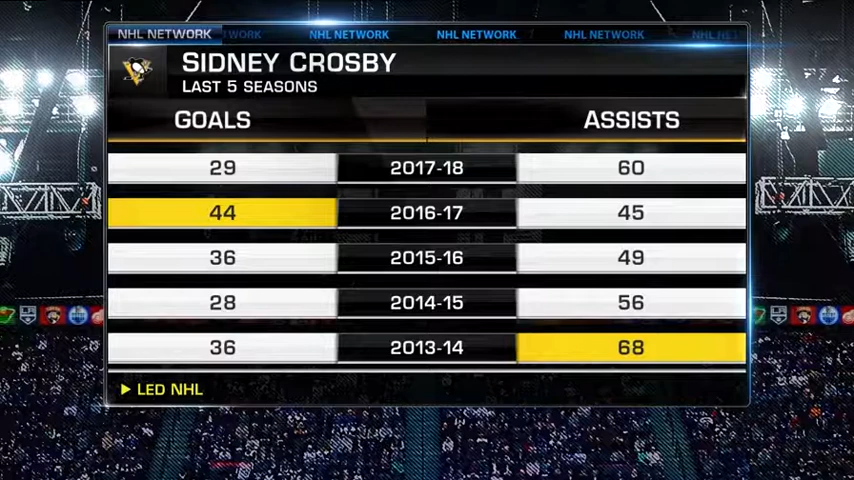 NHL NETWORK WORK NHL NETWORK NHL NETWORK NHL NETWORK
SIDNEY CROSBY
LAST 5 SEASONS
GOALS ASSISTS
29 2017-18 60
44 2016-17 45
36 2015-16 49
28 2014-15 56
36 2013-14 68
LED NHL